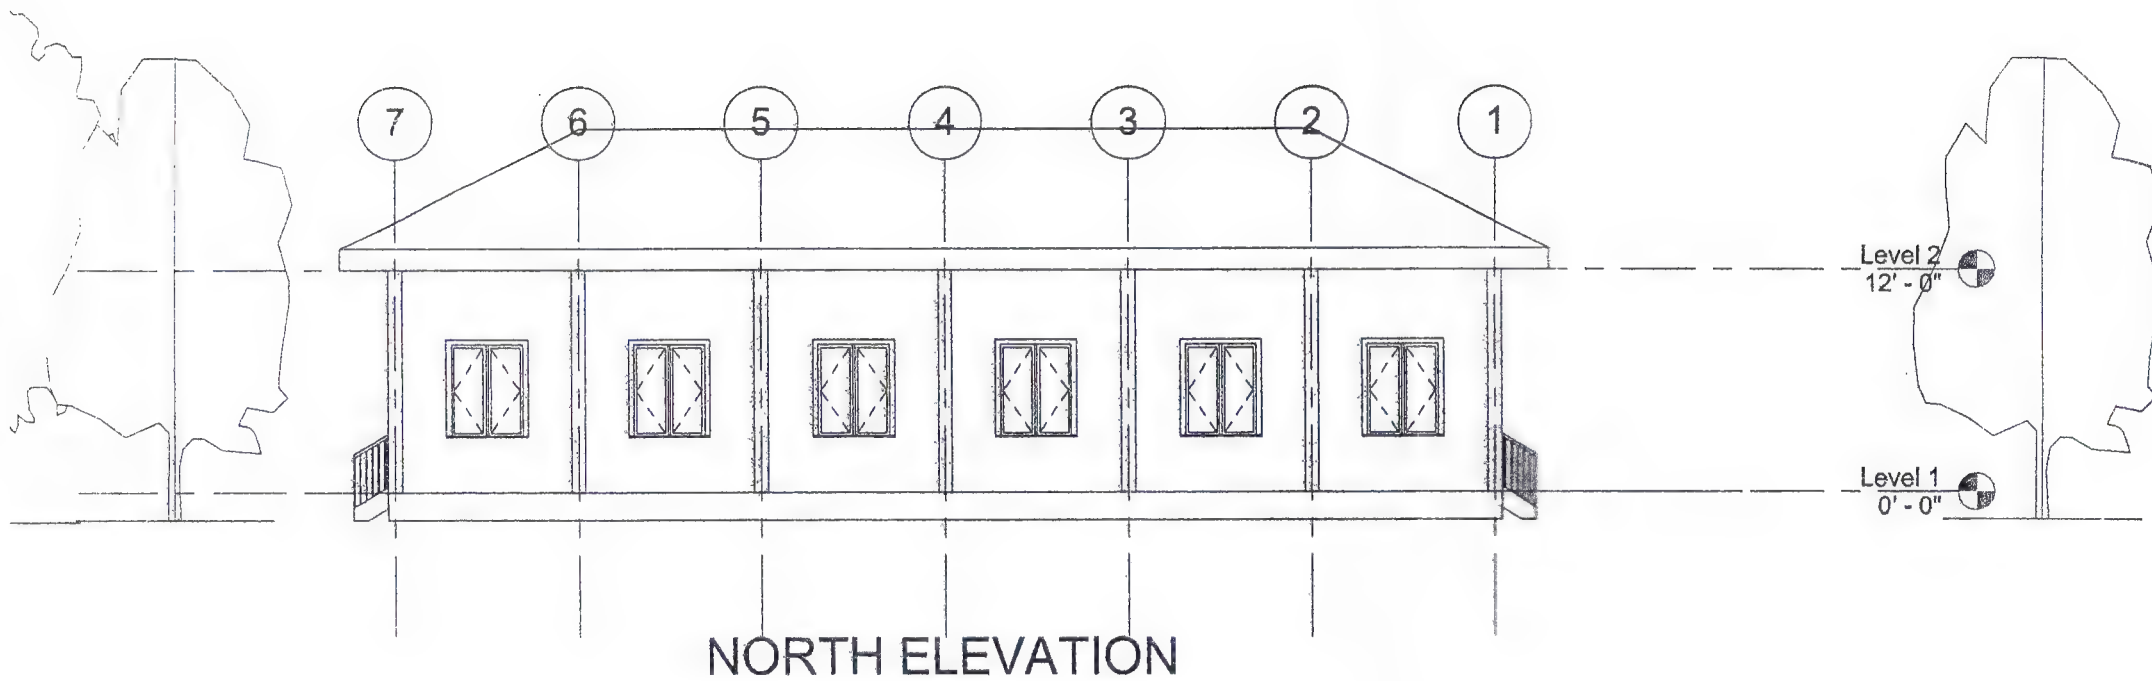 7 6 5 4 3 2 1
Level 2
12' - 0"
Level 1
0' - 0"
NORTH ELEVATION